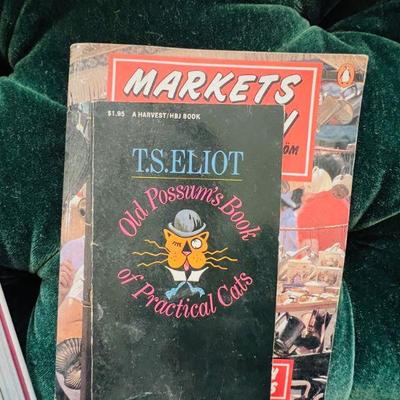 MARKETS
$1.95 A HARVEST/HBJ BOOK
T.S. ELIOT
Old Possum's Book
of Practical Cats